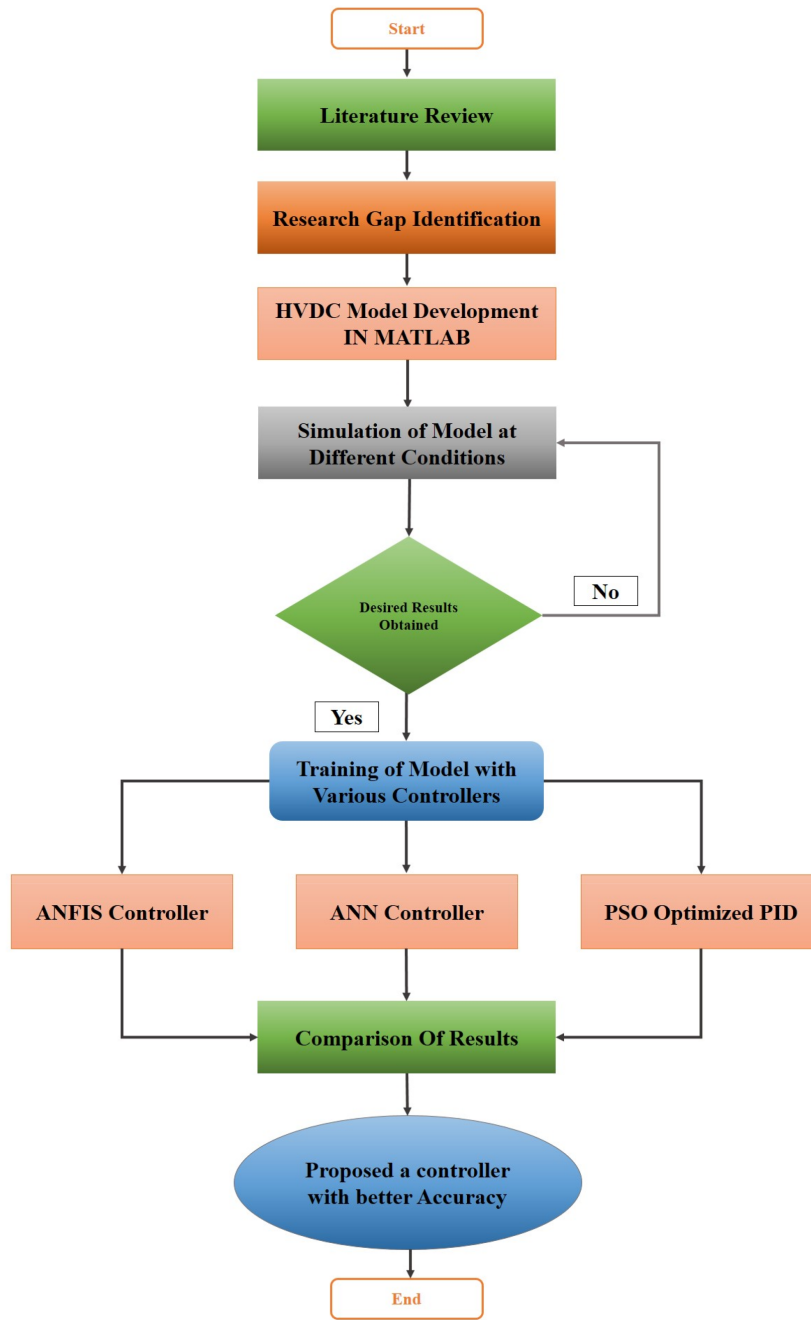 Start
Literature Review
Research Gap Identification
HVDC Model Development
IN MATLAB
Simulation of Model at
Different Conditions
Desired Results
Obtained
No
Yes
Training of Model with
Various Controllers
ANFIS Controller
ANN Controller
PSO Optimized PID
Comparison Of Results
Proposed a controller
with better Accuracy
End